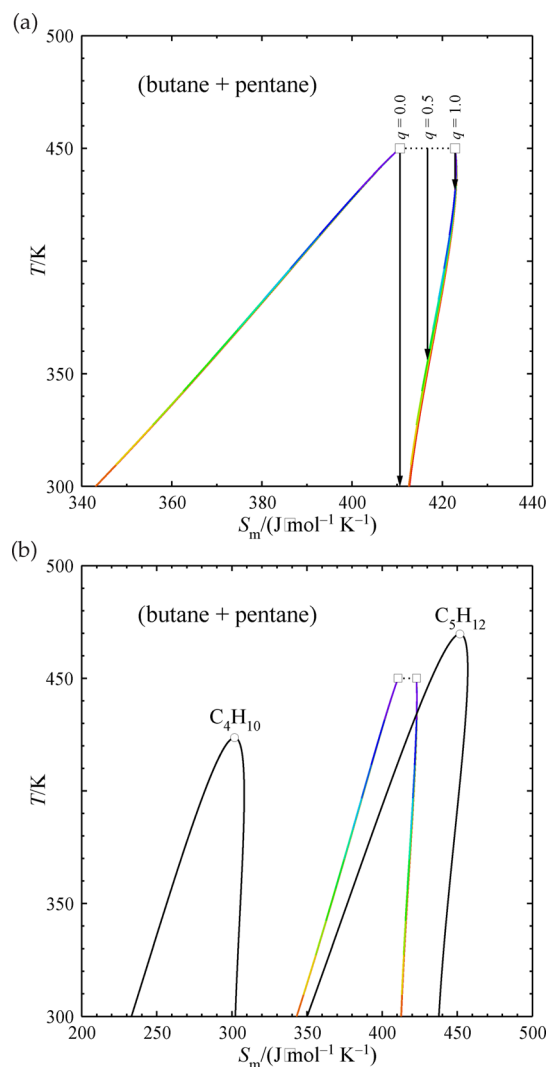 (a)
500
(butane + pentane)
q = 0.0
q = 0.5
q = 1.0
450
T/K
400
350
300
340
360
380
400
420
440
Sm/(J mol⁻¹ K⁻¹)
(b)
500
(butane + pentane)
C₅H₁₂
450
C₄H₁₀
T/K
400
350
300
200
250
300
350
400
450
500
Sm/(J mol⁻¹ K⁻¹)